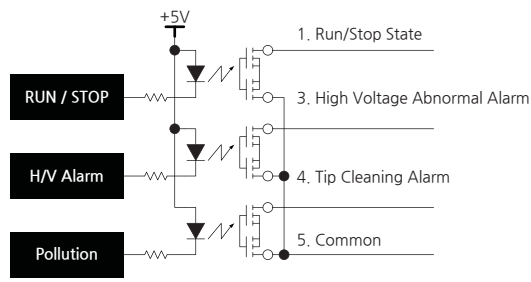 +5V
1. Run/Stop State
RUN / STOP
3. High Voltage Abnormal Alarm
H/V Alarm
4. Tip Cleaning Alarm
5. Common
Pollution